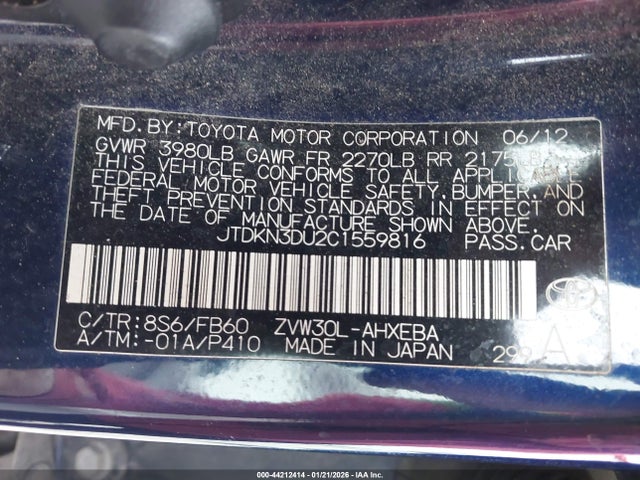 MFD. BY: TOYOTA MOTOR CORPORATION 06/12
GVWR 3980LB GAWR FR 2270LB RR 2175LB
THIS VEHICLE CONFORMS TO ALL APPLICABLE
FEDERAL MOTOR VEHICLE SAFETY, BUMPER, AND
THEFT PREVENTION STANDARDS IN EFFECT ON
THE DATE OF MANUFACTURE SHOWN ABOVE.
JTDKN3DU2C1559816 PASS.CAR
C/TR: 8S6/FB60 ZVW30L-AHXEBA
A/TM: -01A/P410 MADE IN JAPAN 299 A
000-44212414 | 01/21/2026 | © IAA, Inc.